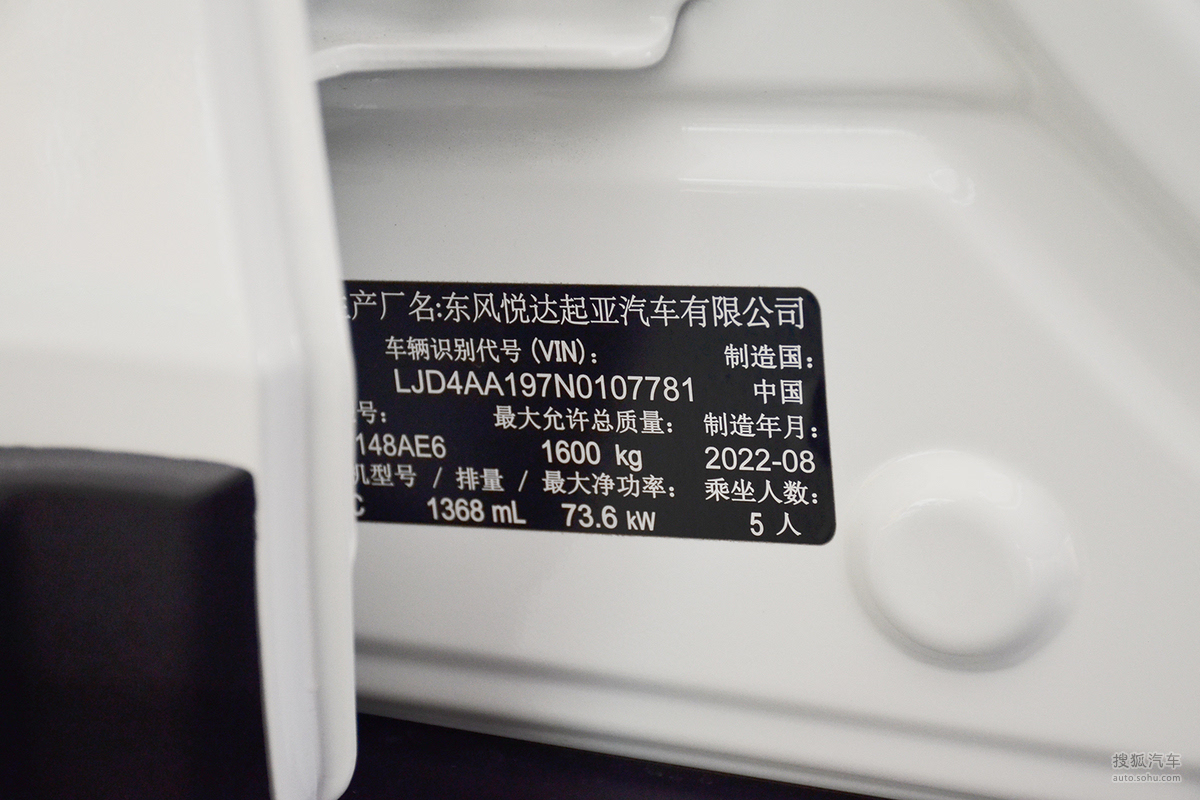 产厂名:东风悦达起亚汽车有限公司
车辆识别代号(VIN): 制造国:
LJD4AA197N0107781 中国
号: 最大允许总质量: 制造年月:
148AE6 1600 kg 2022-08
机型号 / 排量 / 最大净功率: 乘坐人数:
C 1368 mL 73.6 kW 5 人
搜狐汽车
auto.sohu.com